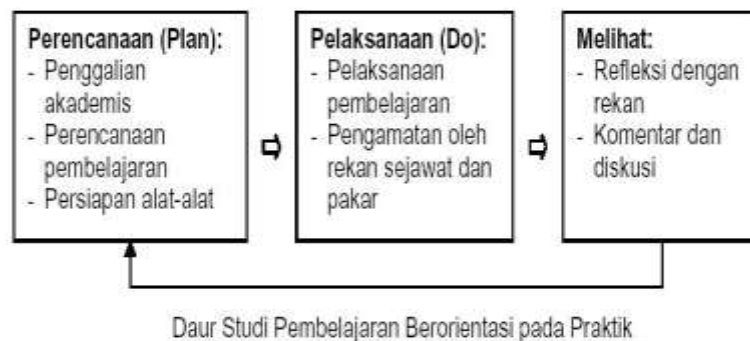 Perencanaan (Plan):
- Penggalian
akademis
- Perencanaan
pembelajaran
- Persiapan alat-alat
Pelaksanaan (Do):
- Pelaksanaan
pembelajaran
- Pengamatan oleh
rekan sejawat dan
pakar
Melihat:
- Refleksi dengan
rekan
- Komentar dan
diskusi
Daur Studi Pembelajaran Berorientasi pada Praktik